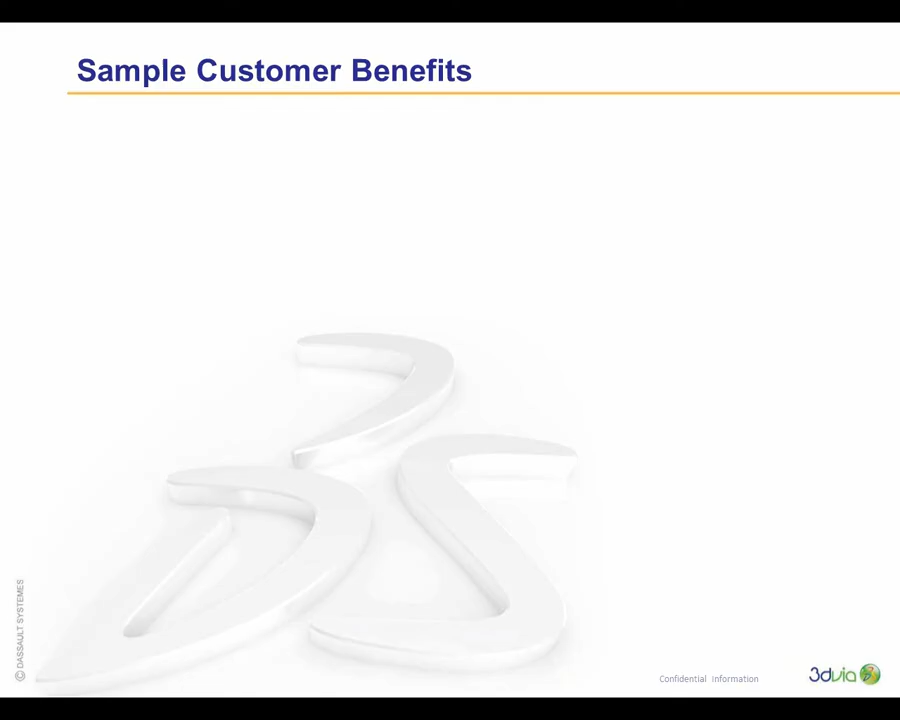 Sample Customer Benefits
© DASSAULT SYSTEMES
Confidential Information
3dvia